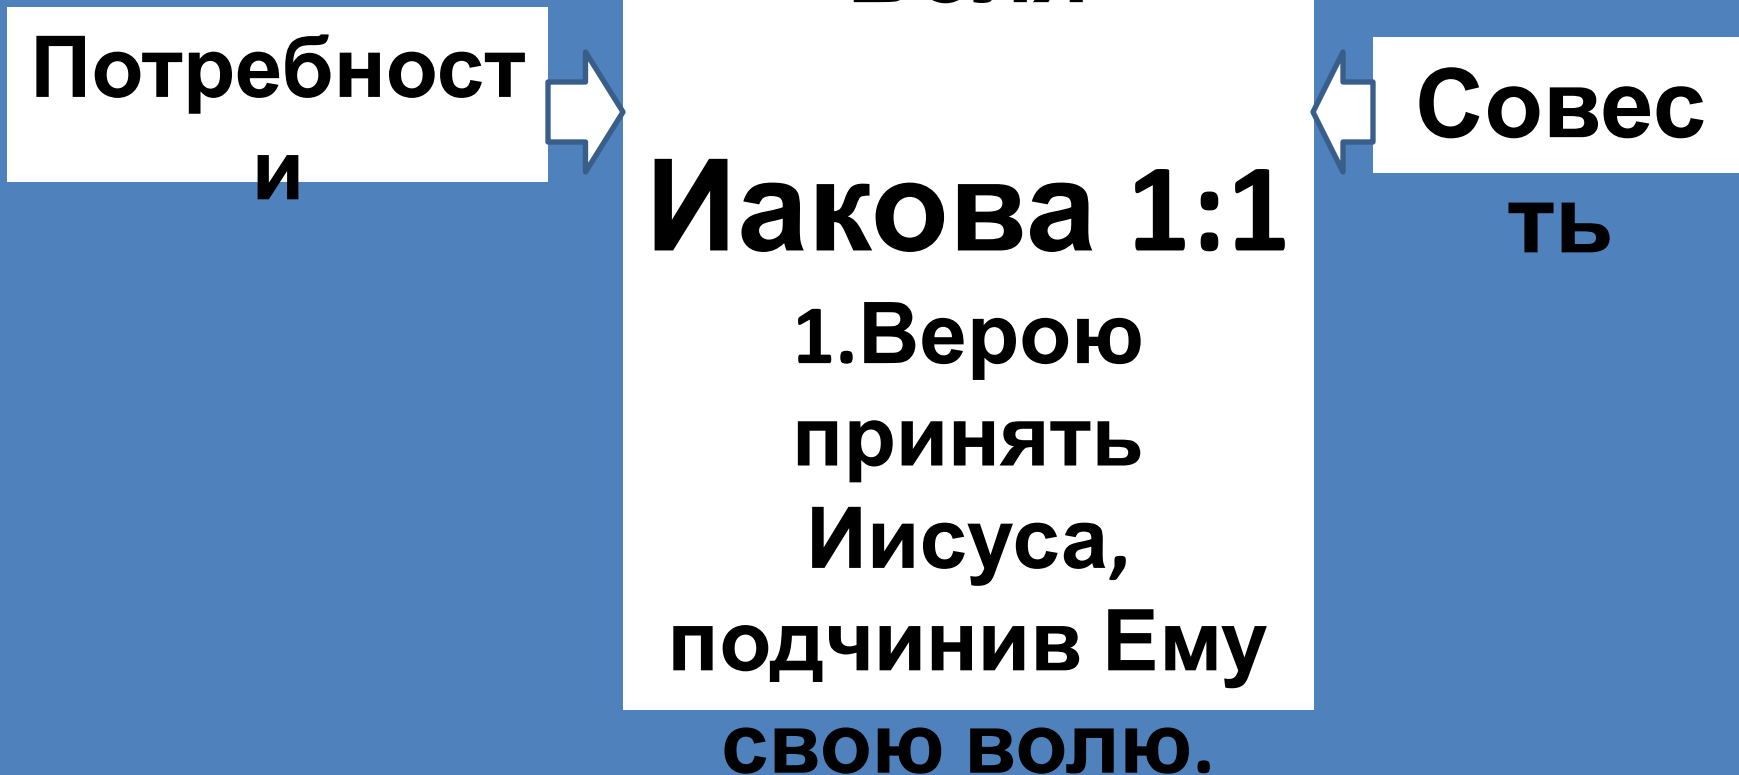 Потребност
и
Иакова 1:1
1.Верою
принять
Иисуса,
подчинив Ему
свою волю.
Совес
ть